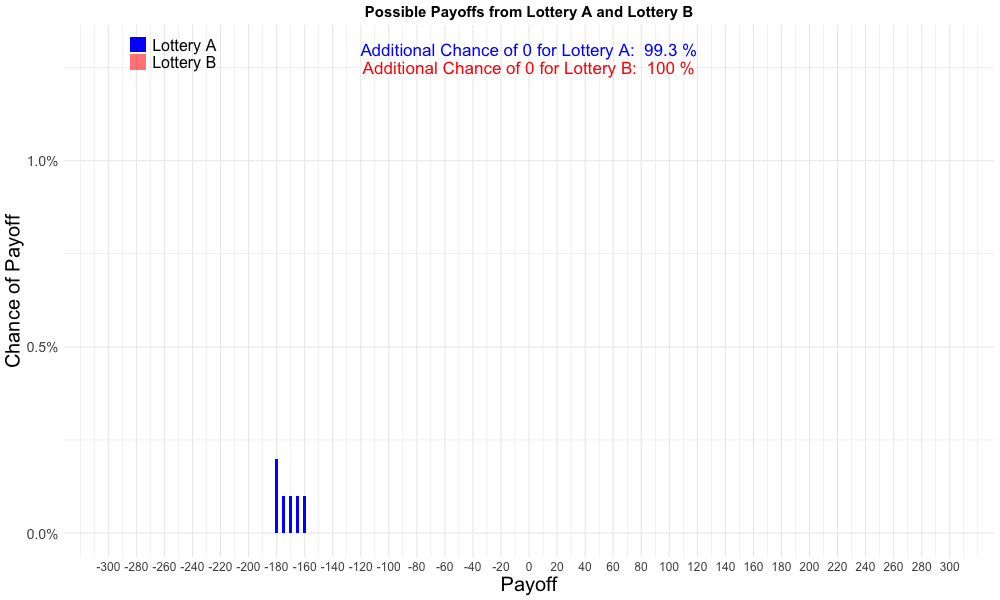 Possible Payoffs from Lottery A and Lottery B
Lottery A
Lottery B
Additional Chance of 0 for Lottery A:  99.3 %
Additional Chance of 0 for Lottery B:  100 %
Chance of Payoff
1.0%
0.5%
0.0%
-300 -280 -260 -240 -220 -200 -180 -160 -140 -120 -100 -80 -60 -40 -20 0 20 40 60 80 100 120 140 160 180 200 220 240 260 280 300
Payoff